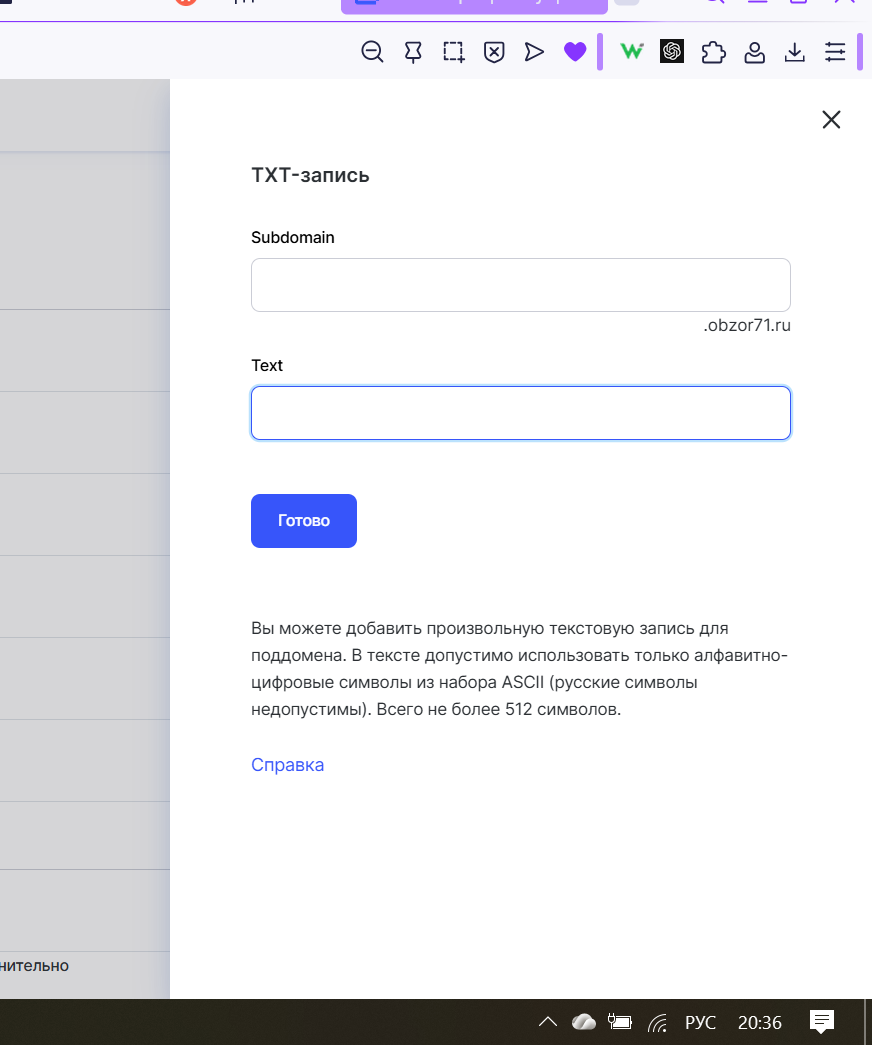 TXT-запись
Subdomain
.obzor71.ru
Text
Готово
Вы можете добавить произвольную текстовую запись для
поддомена. В тексте допустимо использовать только алфавитно-
цифровые символы из набора ASCII (русские символы
недопустимы). Всего не более 512 символов.
Справка
нительно
РУС 20:36